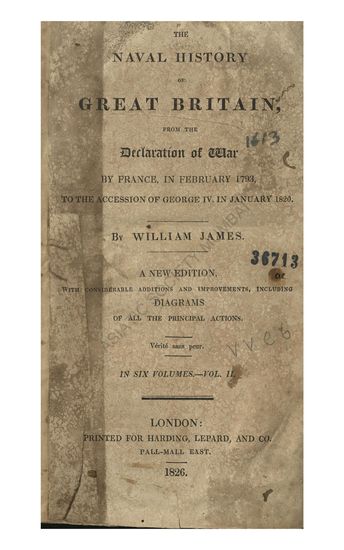 THE
NAVAL HISTORY
OF
GREAT BRITAIN,
FROM THE
Declaration of War
1613
BY FRANCE, IN FEBRUARY 1793,
TO THE ACCESSION OF GEORGE IV. IN JANUARY 1820.
BY WILLIAM JAMES.
36713
A NEW EDITION,
WITH CONSIDERABLE ADDITIONS AND IMPROVEMENTS, INCLUDING
DIAGRAMS
OF ALL THE PRINCIPAL ACTIONS.
Vérité sans peur.
IN SIX VOLUMES.—VOL. II.
LONDON:
PRINTED FOR HARDING, LEPARD, AND CO.
PALL-MALL EAST.
1826.